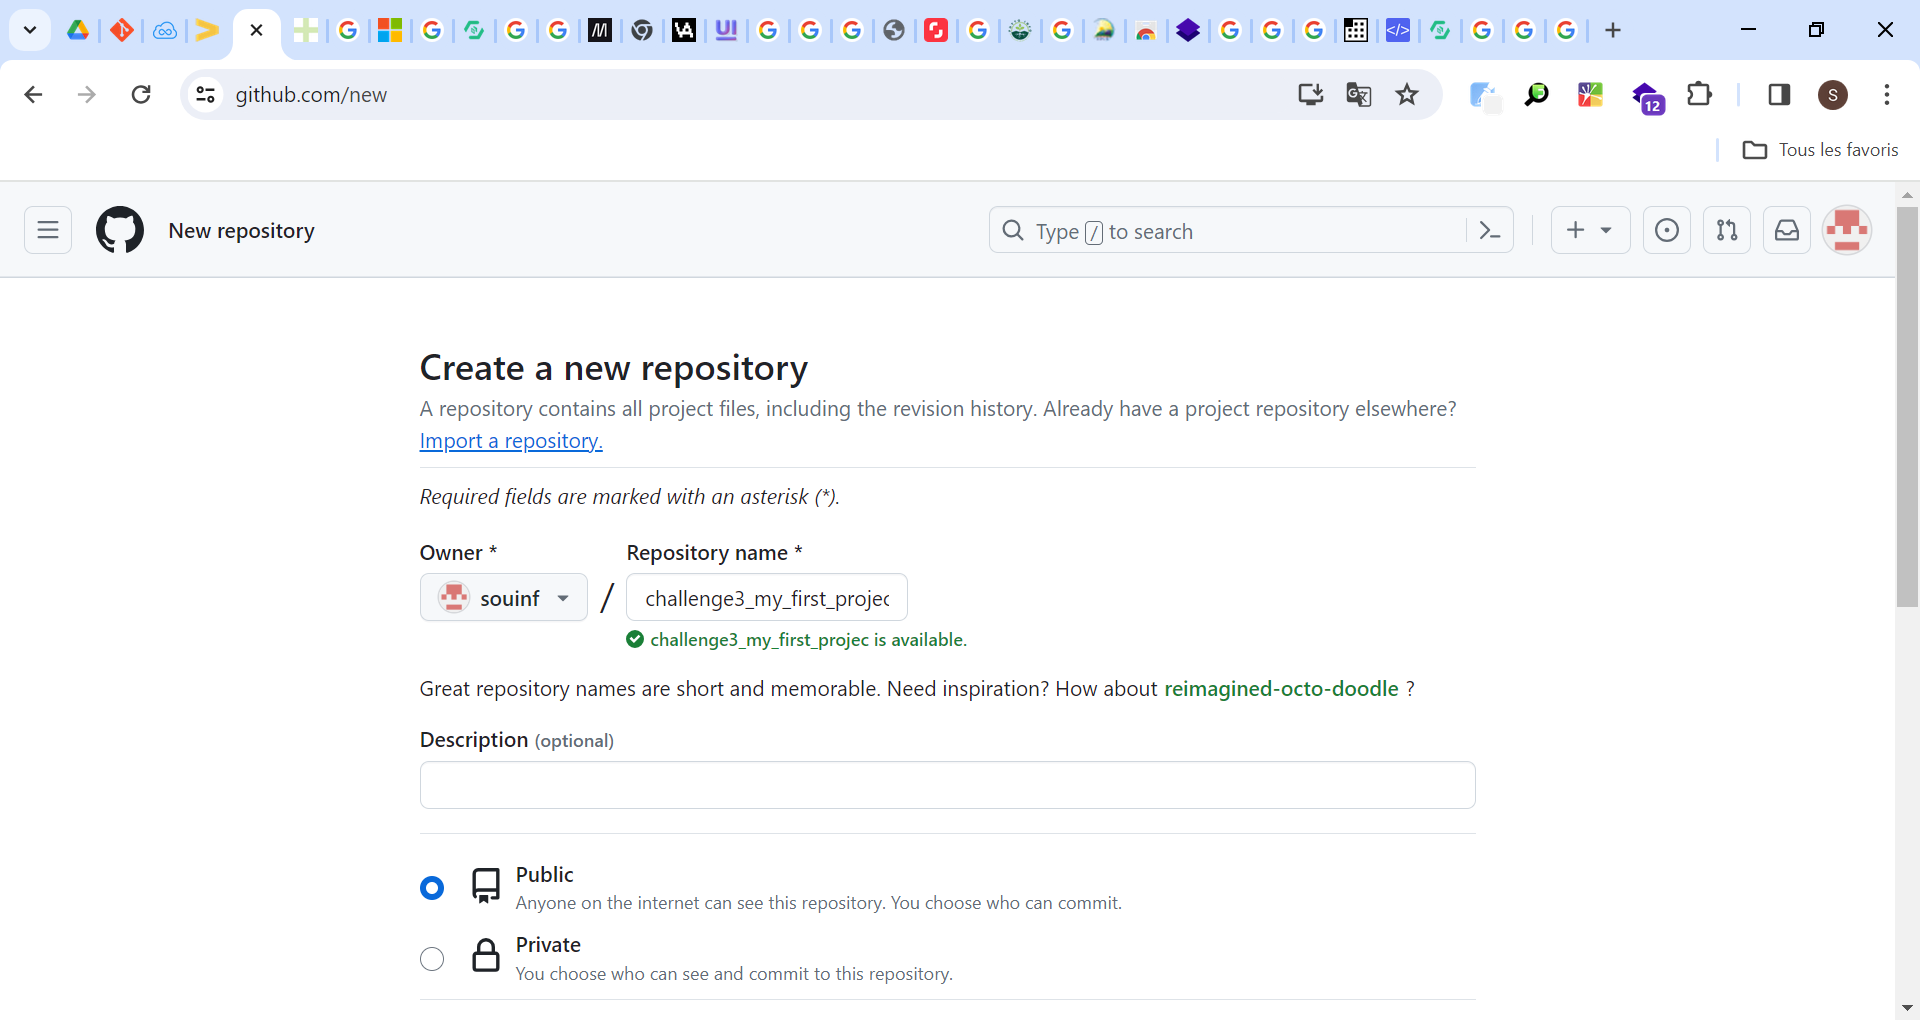 github.com/new
12
S
Tous les favoris
New repository
Type / to search
Create a new repository
A repository contains all project files, including the revision history. Already have a project repository elsewhere?
Import a repository.
Required fields are marked with an asterisk (*).
Owner *
Repository name *
souinf
/
challenge3_my_first_projec
challenge3_my_first_projec is available.
Great repository names are short and memorable. Need inspiration? How about reimagined-octo-doodle ?
Description (optional)
Public
Anyone on the internet can see this repository. You choose who can commit.
Private
You choose who can see and commit to this repository.